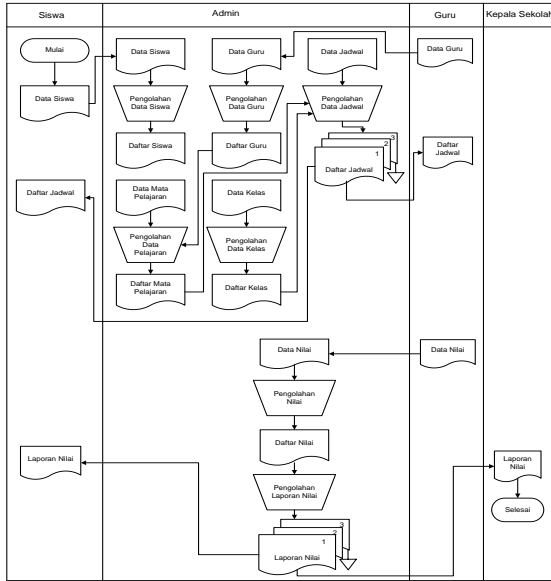 Siswa
Admin
Guru
Kepala Sekolah
Mulai
Data Siswa
Data Guru
Data Jadwal
Data Guru
Data Siswa
Pengolahan
Data Siswa
Pengolahan
Data Guru
Pengolahan
Data Jadwal
Daftar Siswa
Daftar Guru
3
2
1
Daftar Jadwal
Daftar
Jadwal
Daftar Jadwal
Data Mata
Pelajaran
Data Kelas
Pengolahan
Data
Pelajaran
Pengolahan
Data Kelas
Daftar Mata
Pelajaran
Daftar Kelas
Data Nilai
Data Nilai
Pengolahan
Nilai
Daftar Nilai
Laporan Nilai
Laporan
Nilai
Pengolahan
Laporan Nilai
Selesai
3
2
1
Laporan Nilai